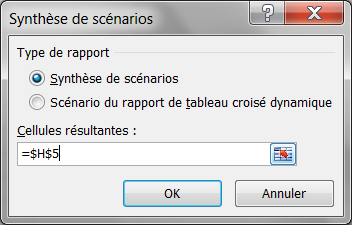 Synthèse de scénarios
Type de rapport
Synthèse de scénarios
Scénario du rapport de tableau croisé dynamique
Cellules résultantes :
=$H$5
OK
Annuler